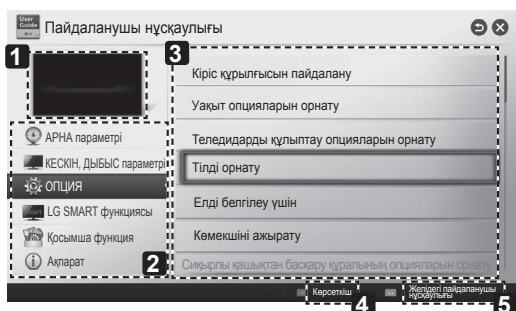 User
Guide
Пайдаланушы нұсқаулығы
1
3
Кіріс құрылғысын пайдалану
Уақыт опцияларын орнату
Теледидарды құлыптау опцияларын орнату
Тілді орнату
Елді белгілеу үшін
Көмекшіні ажырату
Сиқырлы қашықтан басқару құралының опцияларын орнату
АРНА параметрі
КЕСКІН, ДЫБЫС параметрі
ОПЦИЯ
LG SMART функциясы
Қосымша функция
Ақпарат
2
Көрсеткіш
4
Желідегі пайдаланушы
нұсқаулығы
5